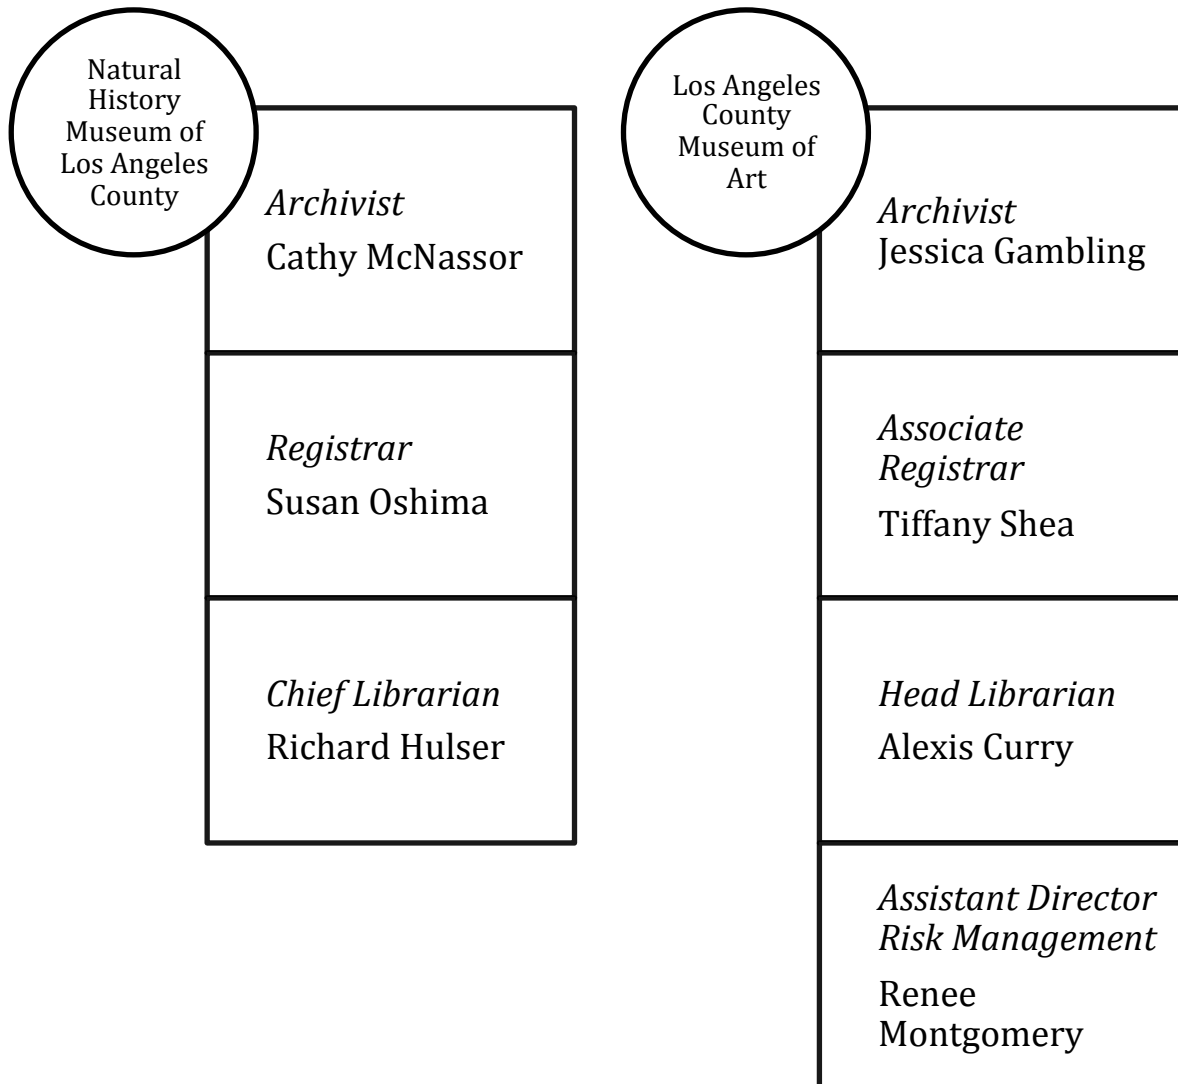 Natural
History
Museum of
Los Angeles
County
Archivist
Cathy McNassor
Registrar
Susan Oshima
Chief Librarian
Richard Hulser
Los Angeles
County
Museum of
Art
Archivist
Jessica Gambling
Associate
Registrar
Tiffany Shea
Head Librarian
Alexis Curry
Assistant Director
Risk Management
Renee
Montgomery